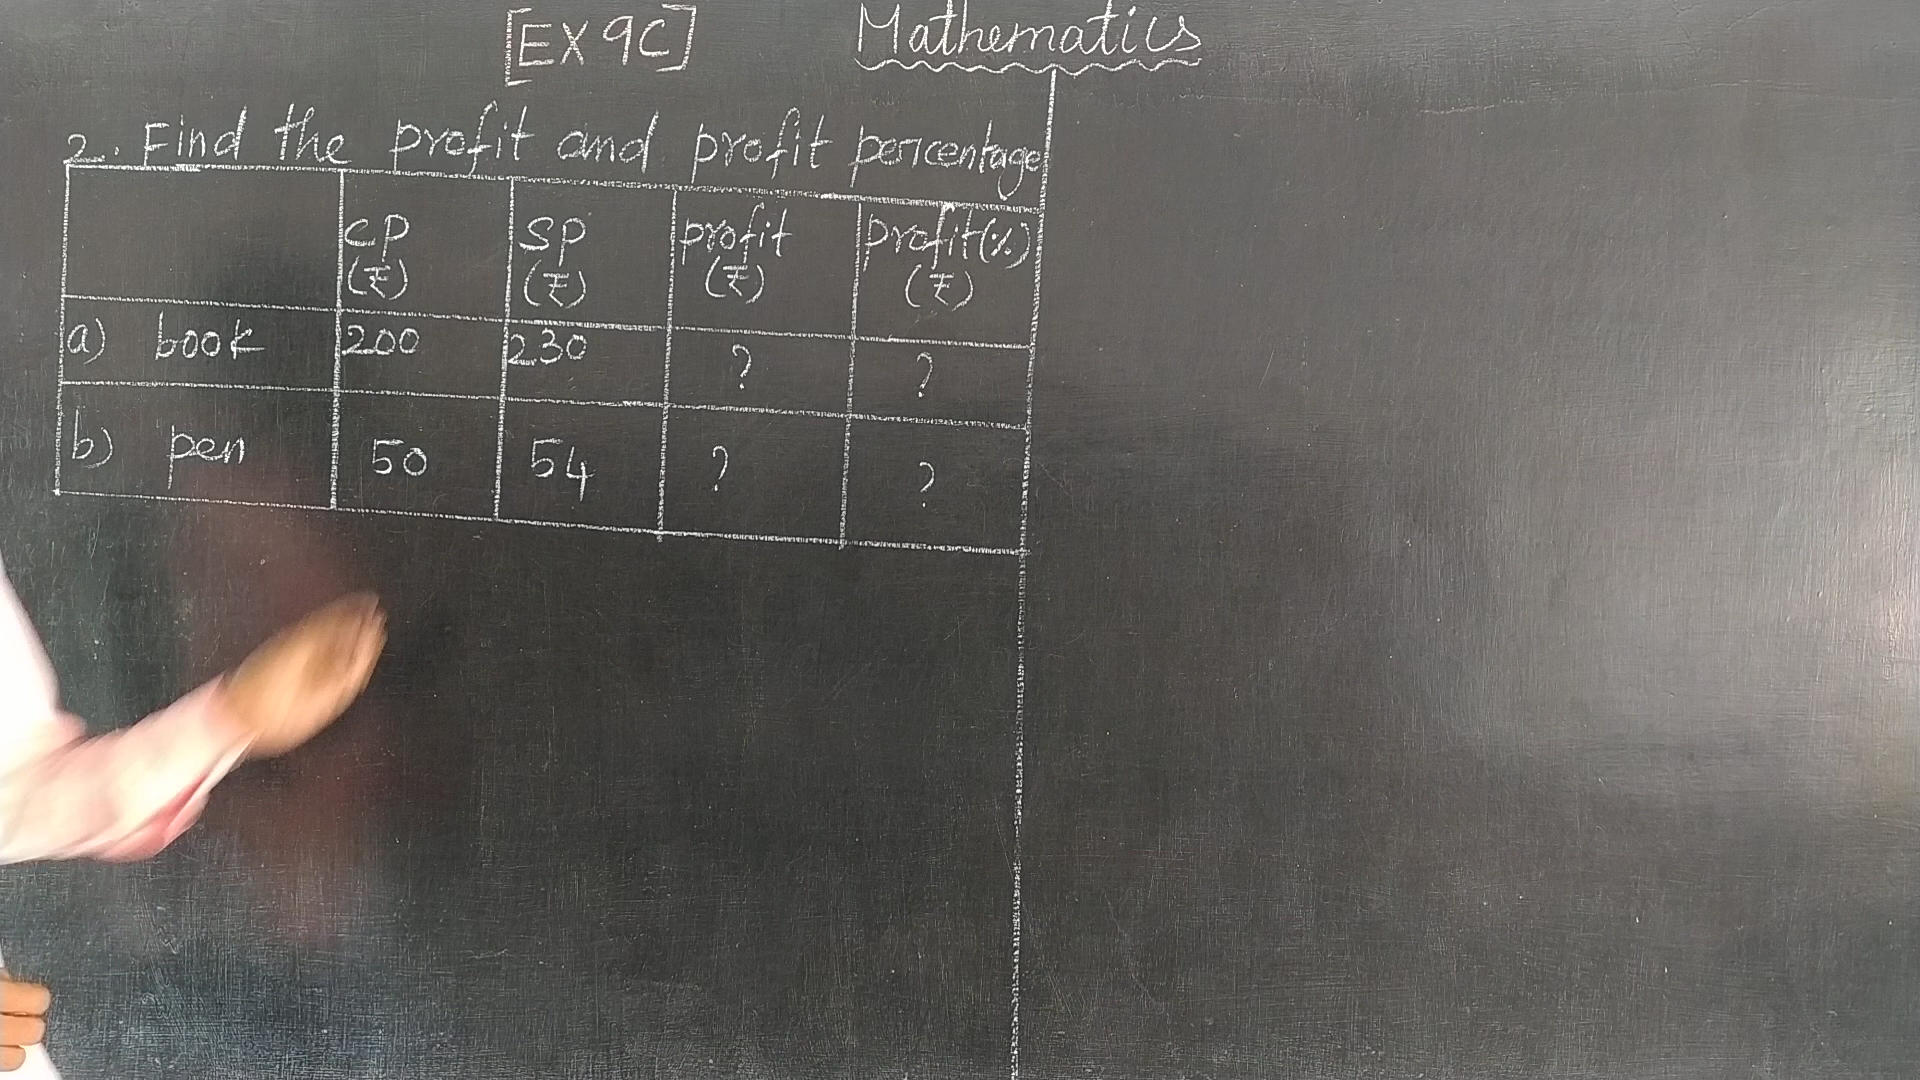 [EX 9C] Mathematics
2. Find the profit and profit percentage
CP (₹) SP (₹) profit (₹) profit(%) (₹)
a) book 200 230 ? ?
b) pen 50 54 ? ?